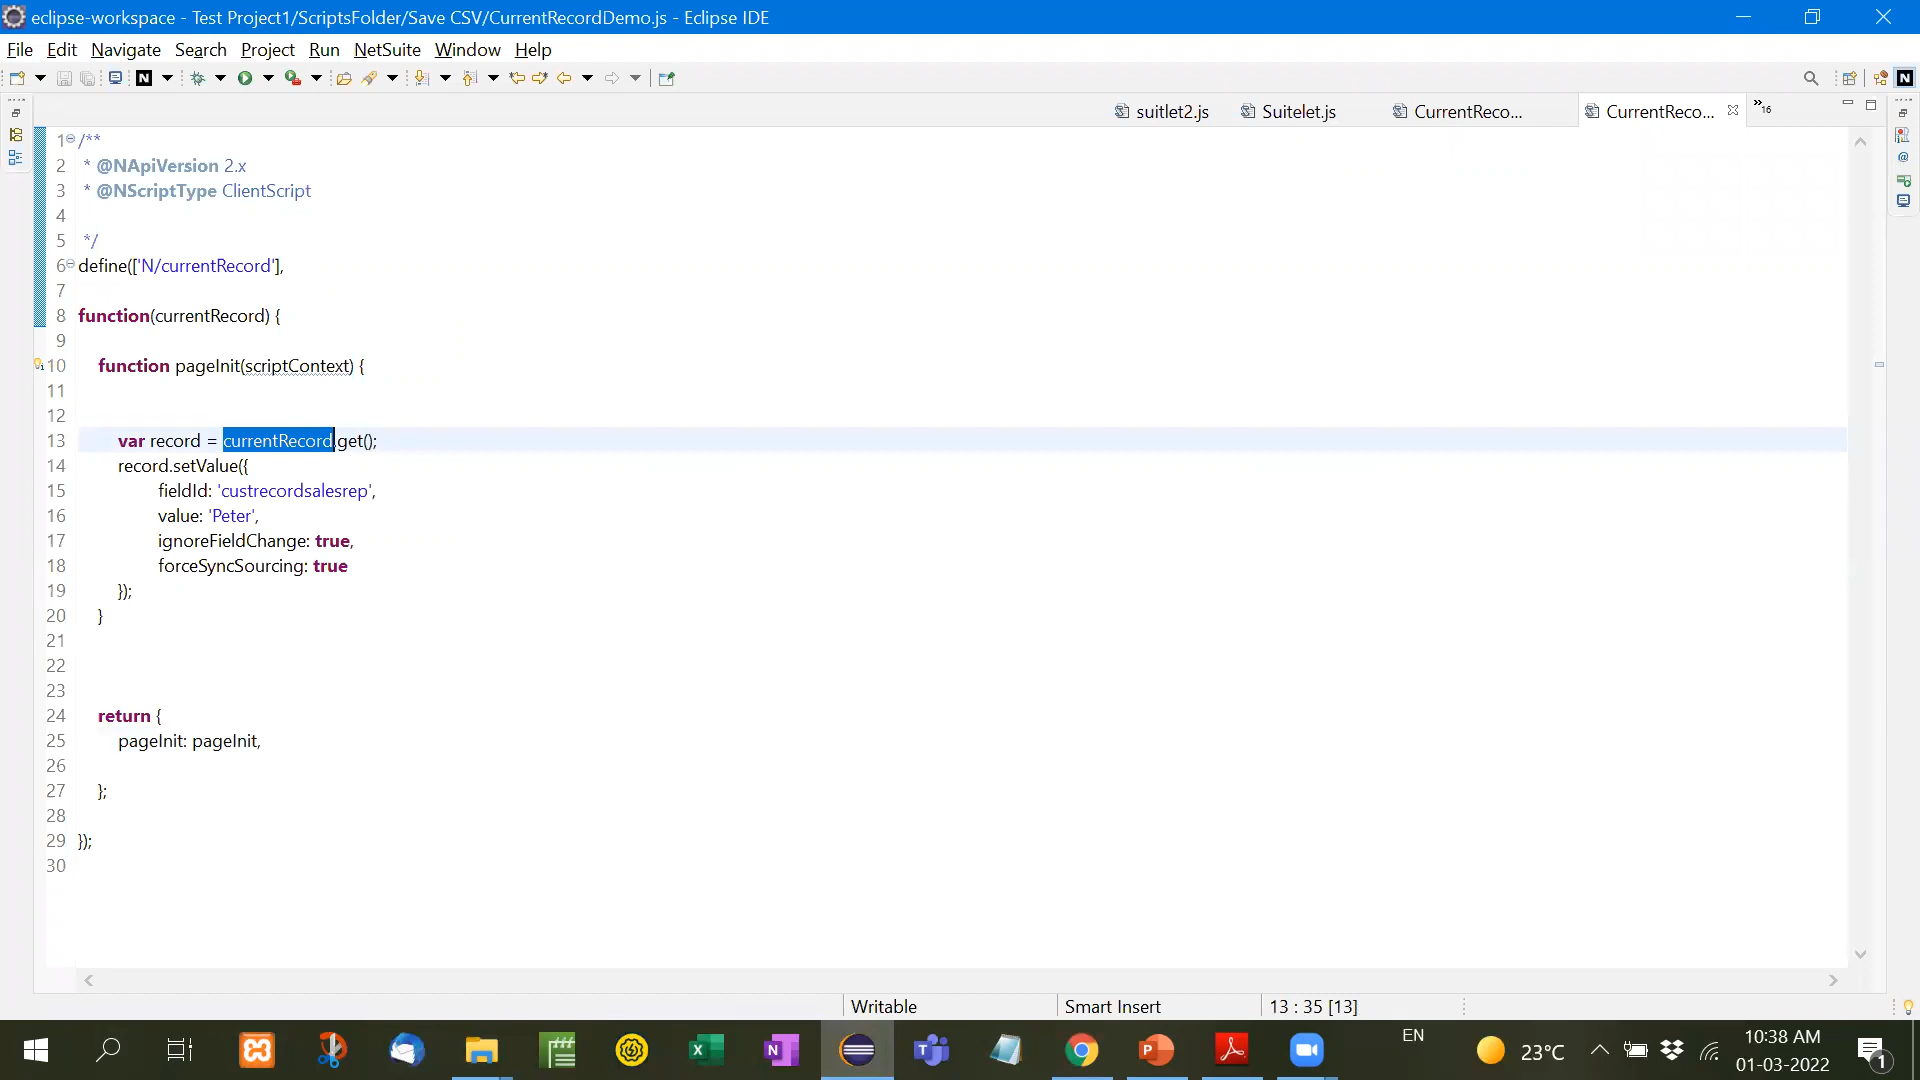 eclipse-workspace - Test Project1/ScriptsFolder/Save CSV/CurrentRecordDemo.js - Eclipse IDE
File Edit Navigate Search Project Run NetSuite Window Help
suitlet2.js Suitelet.js CurrentReco... CurrentReco... »16
1 /**
2 * @NApiVersion 2.x
3 * @NScriptType ClientScript
4
5 */
6 define(['N/currentRecord'],
7
8 function(currentRecord) {
9
10 function pageInit(scriptContext) {
11
12
13 var record = currentRecord.get();
14 record.setValue({
15 fieldId: 'custrecordsalesrep',
16 value: 'Peter',
17 ignoreFieldChange: true,
18 forceSyncSourcing: true
19 });
20 }
21
22
23
24 return {
25 pageInit: pageInit,
26
27 };
28
29 });
30
Writable Smart Insert 13 : 35 [13]
EN
23°C
10:38 AM
01-03-2022
1